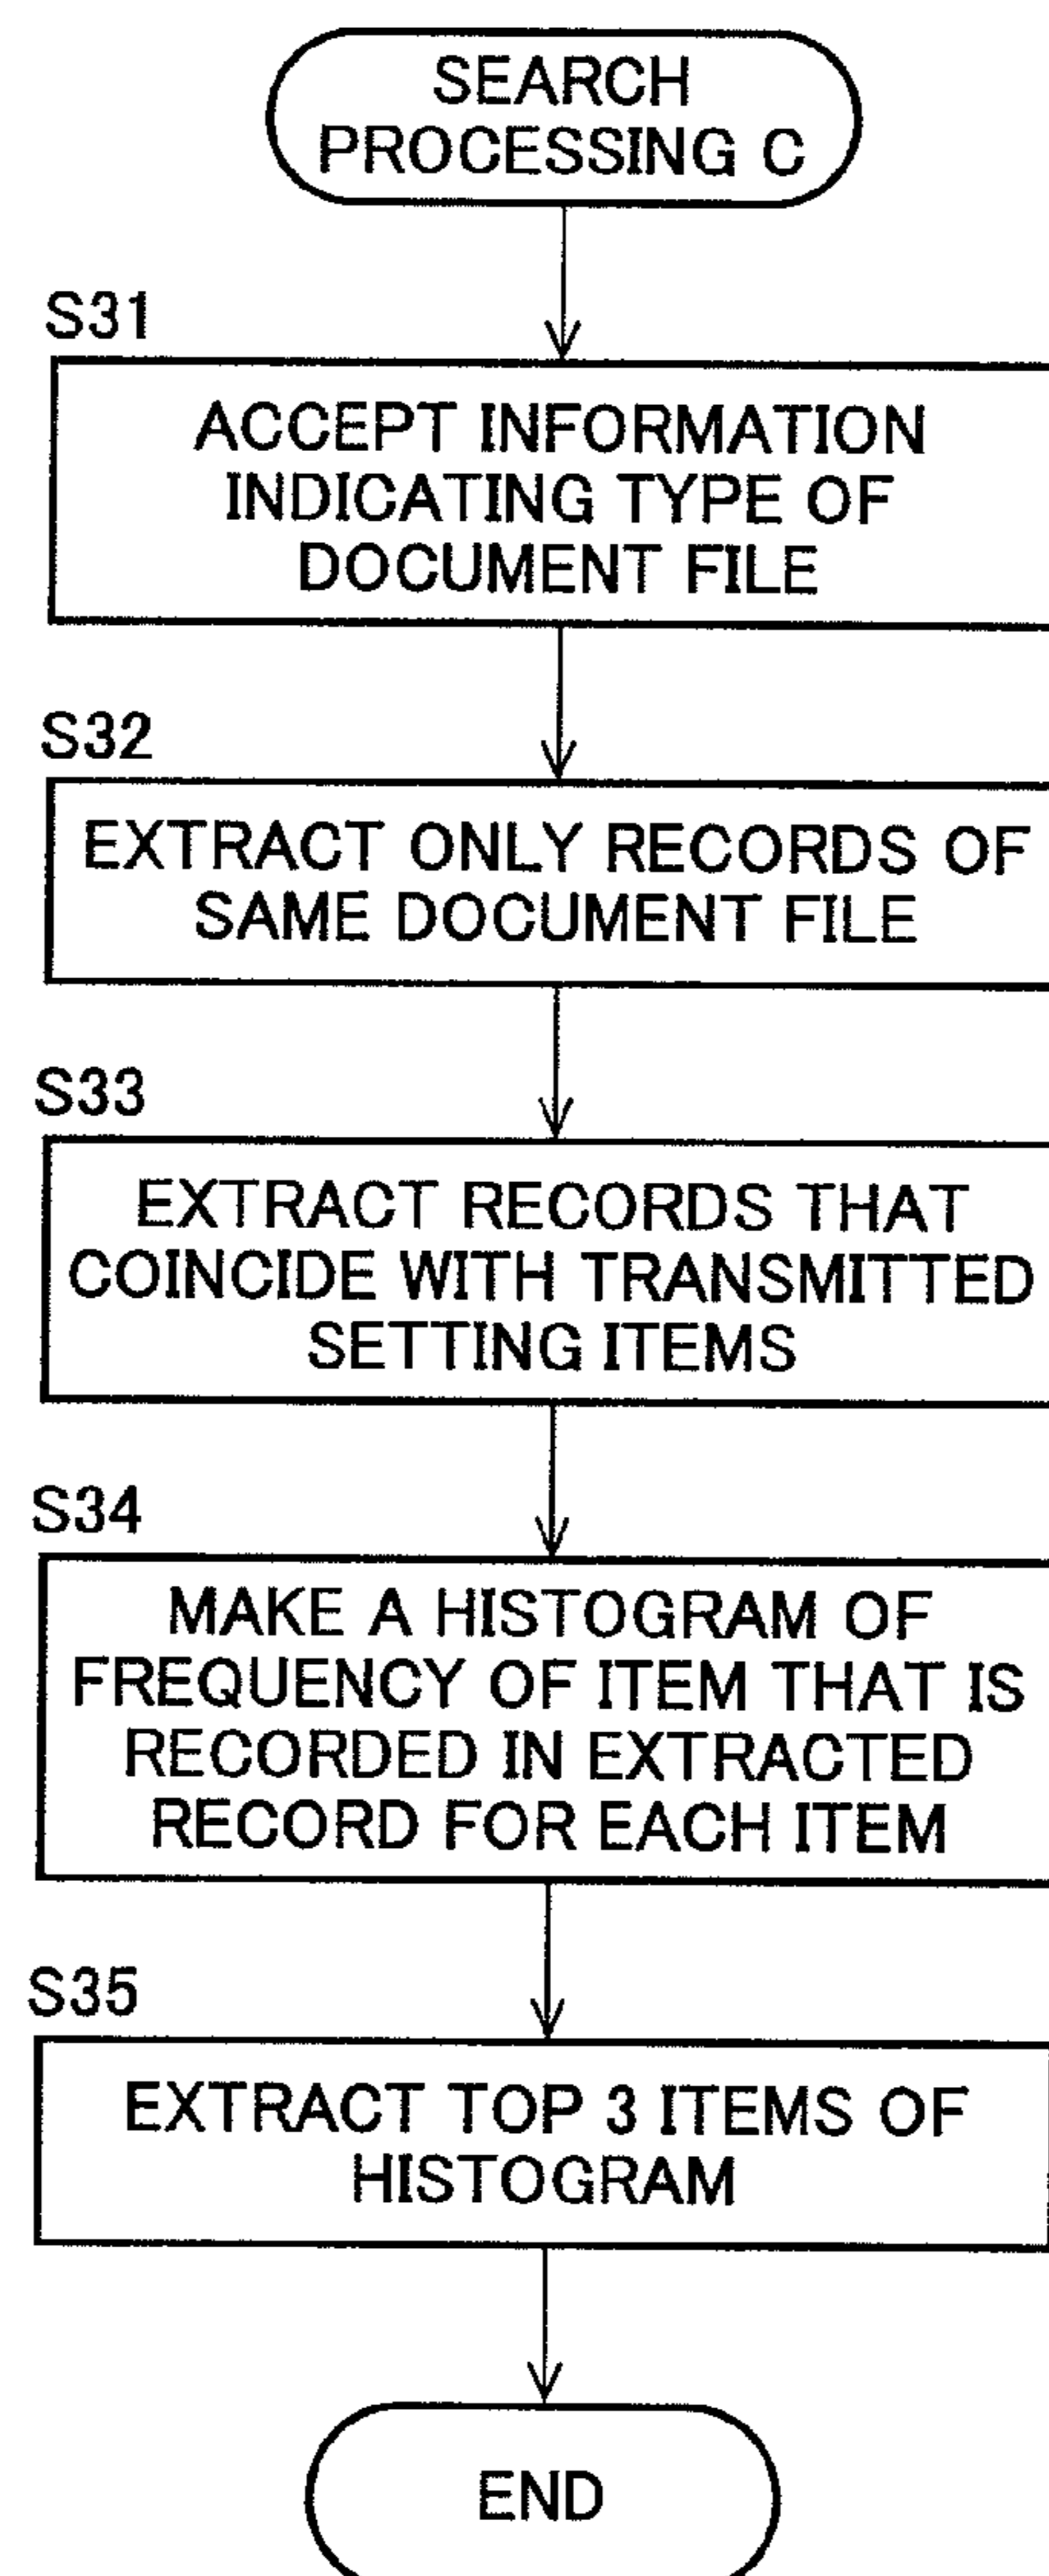 SEARCH
PROCESSING C
S31
ACCEPT INFORMATION
INDICATING TYPE OF
DOCUMENT FILE
S32
EXTRACT ONLY RECORDS OF
SAME DOCUMENT FILE
S33
EXTRACT RECORDS THAT
COINCIDE WITH TRANSMITTED
SETTING ITEMS
S34
MAKE A HISTOGRAM OF
FREQUENCY OF ITEM THAT IS
RECORDED IN EXTRACTED
RECORD FOR EACH ITEM
S35
EXTRACT TOP 3 ITEMS OF
HISTOGRAM
END